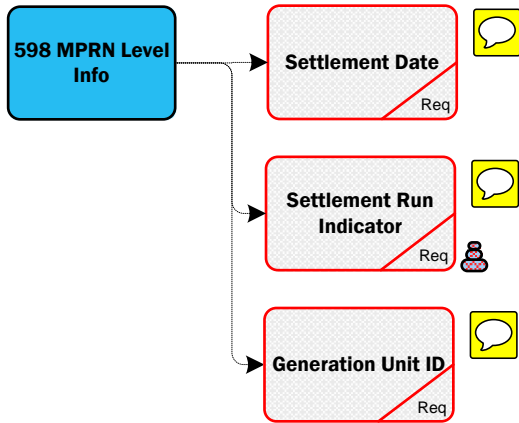 598 MPRN Level
Info
Settlement Date
Req
Settlement Run
Indicator
Req
Generation Unit ID
Req